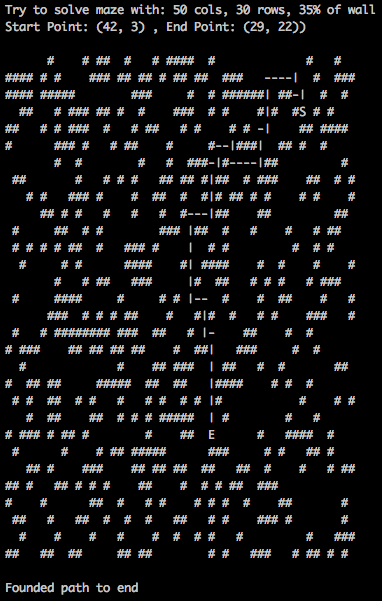 Try to solve maze with: 50 cols, 30 rows, 35% of wall
Start Point: (42, 3) , End Point: (29, 22))
S
E
Founded path to end